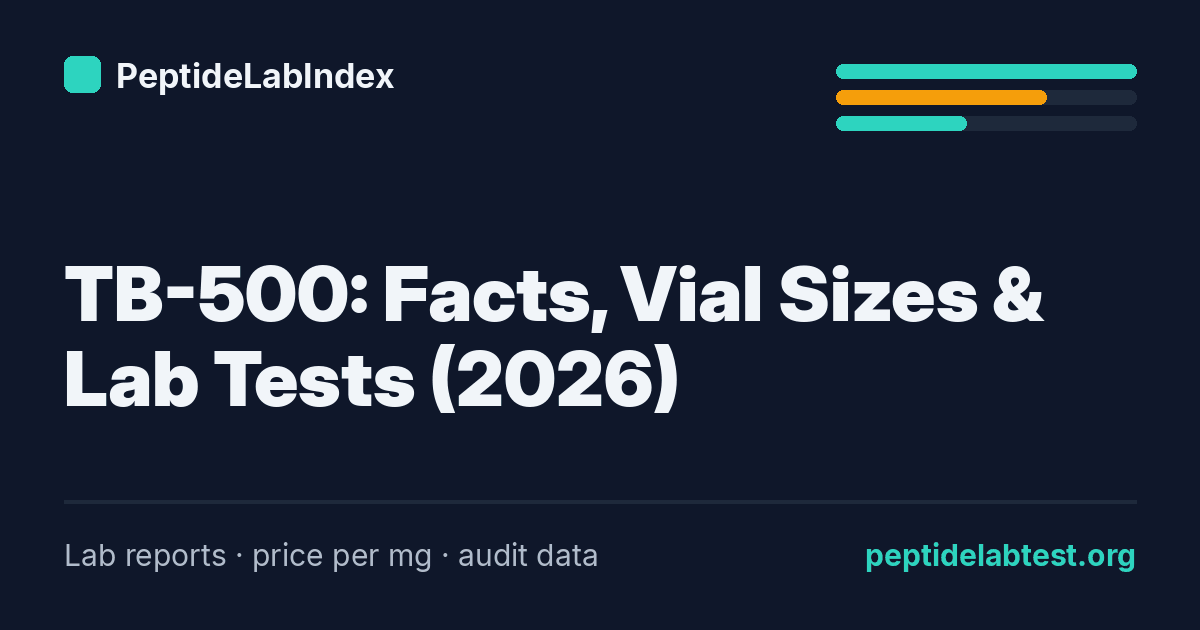 PeptideLabIndex
TB-500: Facts, Vial Sizes &
Lab Tests (2026)
Lab reports · price per mg · audit data
peptidelabtest.org